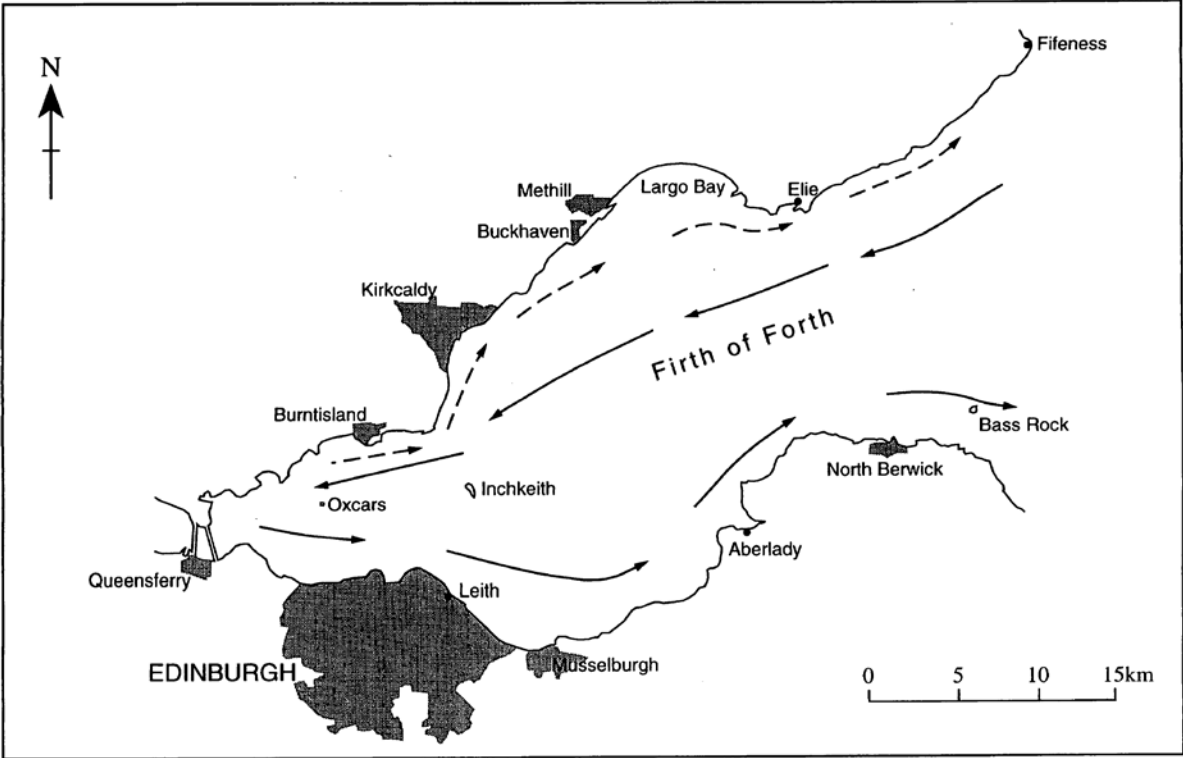 N
Fifeness
Methill
Largo Bay
Elie
Buckhaven
Kirkcaldy
Firth of Forth
Burntisland
Bass Rock
North Berwick
Inchkeith
Oxcars
Aberlady
Queensferry
Leith
EDINBURGH
Musselburgh
0 5 10 15km